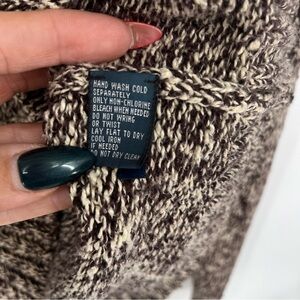 HAND WASH COLD
SEPARATELY
ONLY NON-CHLORINE
BLEACH WHEN NEEDED
DO NOT WRING
OR TWIST
LAY FLAT TO DRY
COOL IRON
IF NEEDED
DO NOT DRY CLEAN